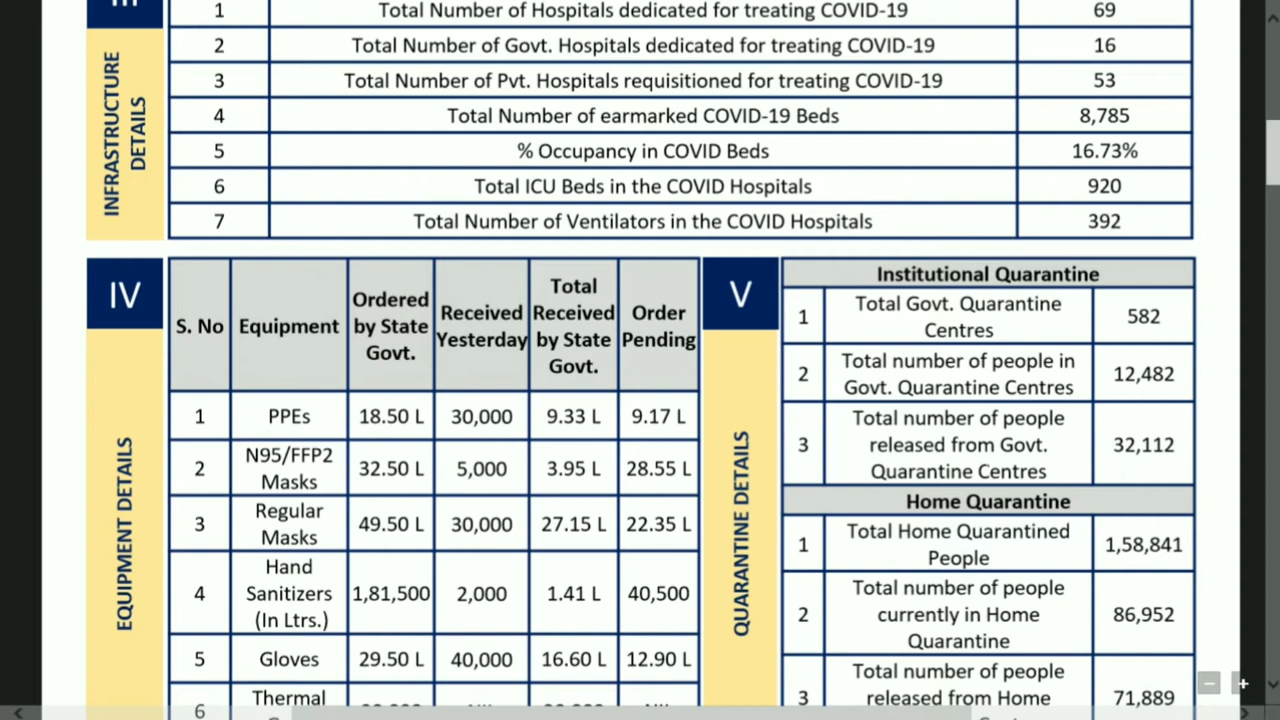 III
INFRASTRUCTURE
DETAILS
1 Total Number of Hospitals dedicated for treating COVID-19 69
2 Total Number of Govt. Hospitals dedicated for treating COVID-19 16
3 Total Number of Pvt. Hospitals requisitioned for treating COVID-19 53
4 Total Number of earmarked COVID-19 Beds 8,785
5 % Occupancy in COVID Beds 16.73%
6 Total ICU Beds in the COVID Hospitals 920
7 Total Number of Ventilators in the COVID Hospitals 392
IV
EQUIPMENT DETAILS
S. No Equipment Ordered by State Govt. Received Yesterday Total Received by State Govt. Order Pending
1 PPEs 18.50 L 30,000 9.33 L 9.17 L
2 N95/FFP2 Masks 32.50 L 5,000 3.95 L 28.55 L
3 Regular Masks 49.50 L 30,000 27.15 L 22.35 L
4 Hand Sanitizers (In Ltrs.) 1,81,500 2,000 1.41 L 40,500
5 Gloves 29.50 L 40,000 16.60 L 12.90 L
6 Thermal
V
QUARANTINE DETAILS
Institutional Quarantine
1 Total Govt. Quarantine Centres 582
2 Total number of people in Govt. Quarantine Centres 12,482
3 Total number of people released from Govt. Quarantine Centres 32,112
Home Quarantine
1 Total Home Quarantined People 1,58,841
2 Total number of people currently in Home Quarantine 86,952
3 Total number of people released from Home 71,889